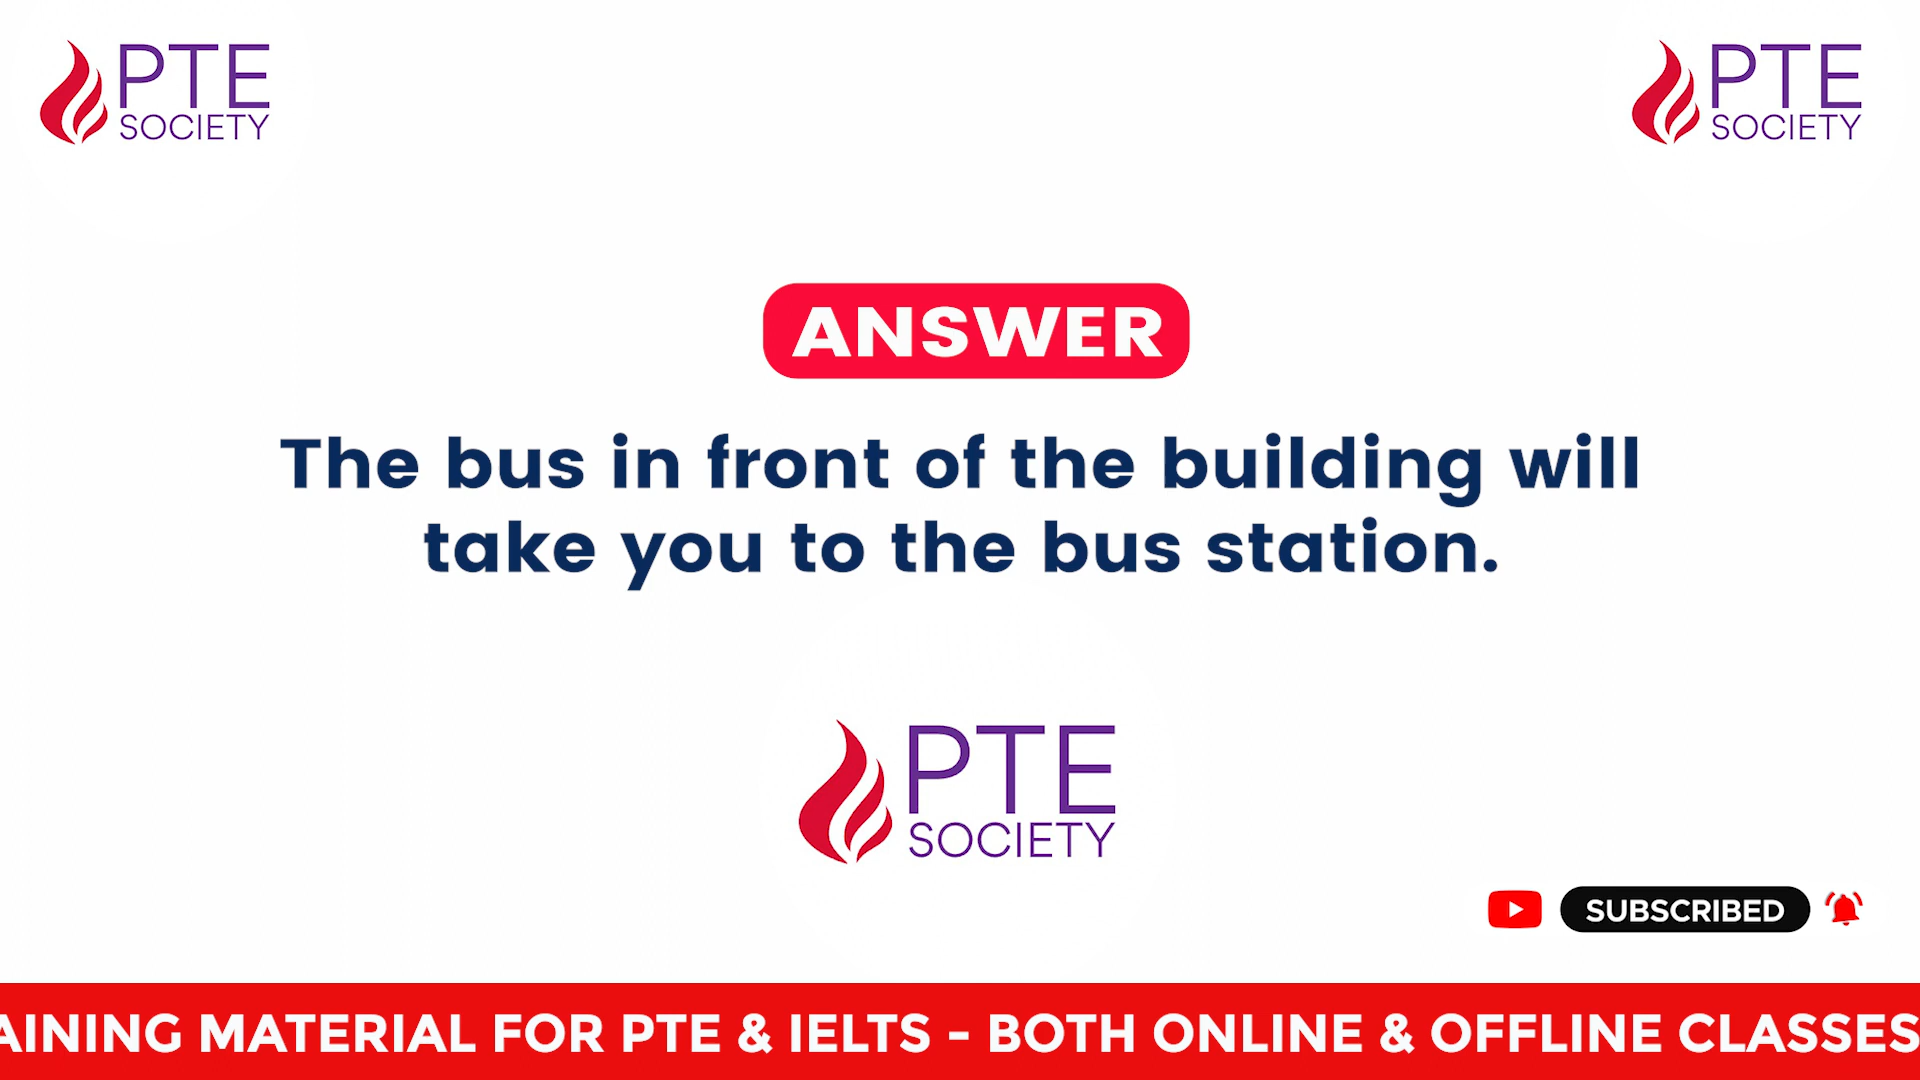 PTE
SOCIETY
PTE
SOCIETY
ANSWER
The bus in front of the building will
take you to the bus station.
PTE
SOCIETY
SUBSCRIBED
AINING MATERIAL FOR PTE & IELTS - BOTH ONLINE & OFFLINE CLASSES